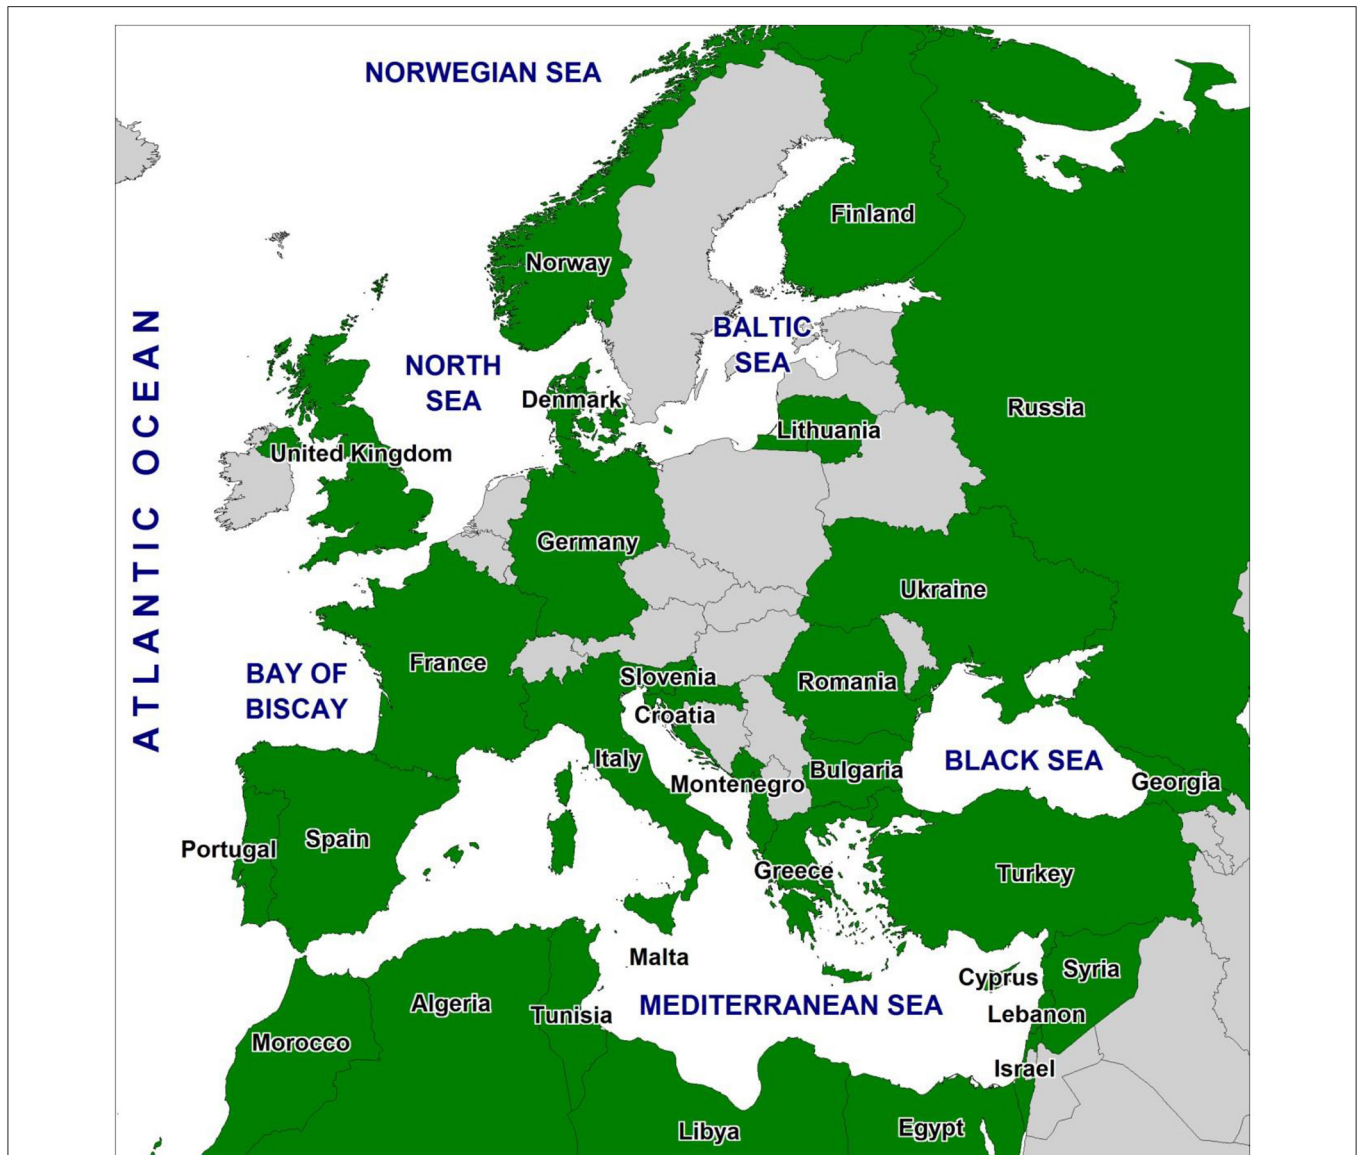 NORWEGIAN SEA
Finland
Norway
BALTIC
SEA
ATLANTIC OCEAN
NORTH
SEA
Denmark
Russia
Lithuania
United Kingdom
Germany
Ukraine
France
BAY OF
BISCAY
Slovenia
Romania
Croatia
Italy
Montenegro
Bulgaria
BLACK SEA
Georgia
Portugal
Spain
Greece
Turkey
Malta
Cyprus
Syria
Algeria
Tunisia
MEDITERRANEAN SEA
Lebanon
Morocco
Israel
Libya
Egypt